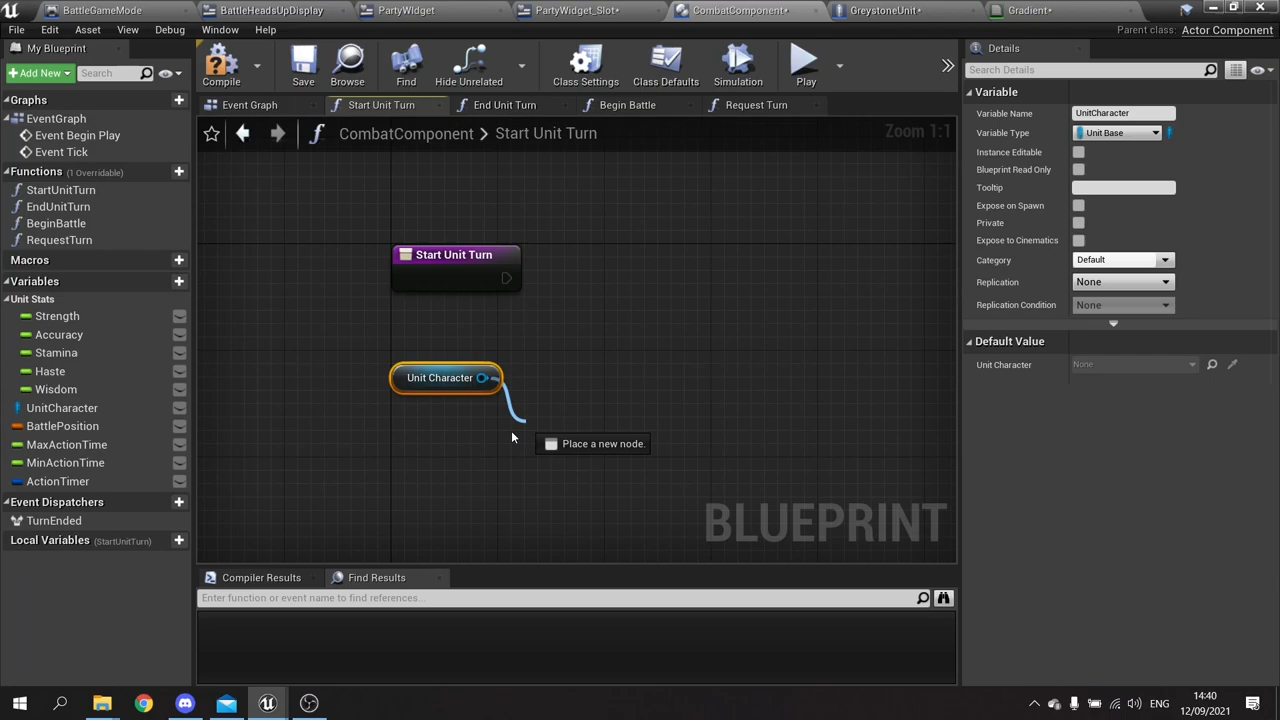 BattleGameMode
BattleHeadsUpDisplay
PartyWidget
PartyWidget_Slot*
CombatComponent*
GreystoneUnit*
Gradient*
File
Edit
Asset
View
Debug
Window
Help
Parent class: Actor Component
My Blueprint
Add New
Search
Compile
Save
Browse
Find
Hide Unrelated
Class Settings
Class Defaults
Simulation
Play
Details
Search Details
Event Graph
Start Unit Turn
End Unit Turn
Begin Battle
Request Turn
CombatComponent
Start Unit Turn
Zoom 1:1
Graphs
EventGraph
Event Begin Play
Event Tick
Functions (1 Overridable)
StartUnitTurn
EndUnitTurn
BeginBattle
RequestTurn
Macros
Variables
Unit Stats
Strength
Accuracy
Stamina
Haste
Wisdom
UnitCharacter
BattlePosition
MaxActionTime
MinActionTime
ActionTimer
Event Dispatchers
TurnEnded
Local Variables (StartUnitTurn)
Start Unit Turn
Unit Character
Place a new node.
BLUEPRINT
Compiler Results
Find Results
Enter function or event name to find references...
Variable
Variable Name
UnitCharacter
Variable Type
Unit Base
Instance Editable
Blueprint Read Only
Tooltip
Expose on Spawn
Private
Expose to Cinematics
Category
Default
Replication
None
Replication Condition
None
Default Value
Unit Character
None
ENG
14:40
12/09/2021